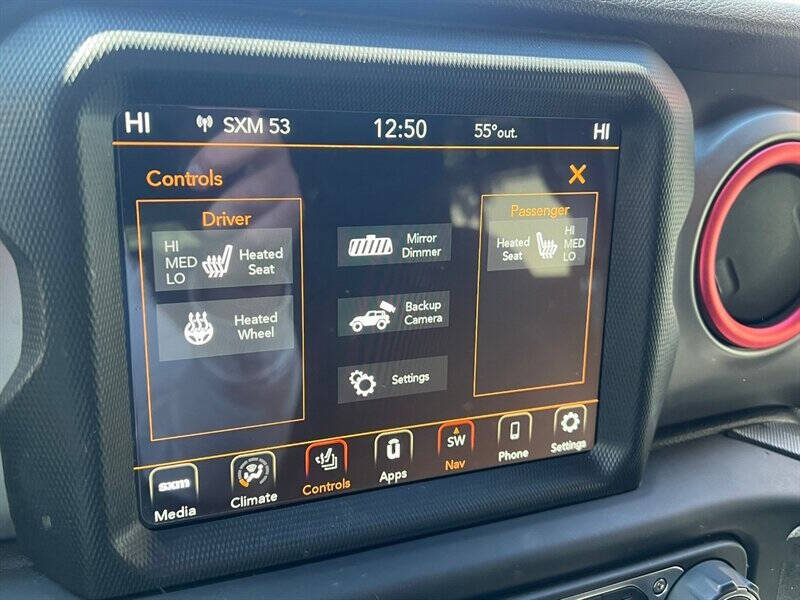 HI SXM 53 12:50 55°out. HI
Controls X
Driver
HI
MED
LO
Heated
Seat
Heated
Wheel
Mirror
Dimmer
Backup
Camera
Settings
Passenger
Heated
Seat
HI
MED
LO
sxm
Media
Climate
Controls
Apps
SW
Nav
Phone
Settings